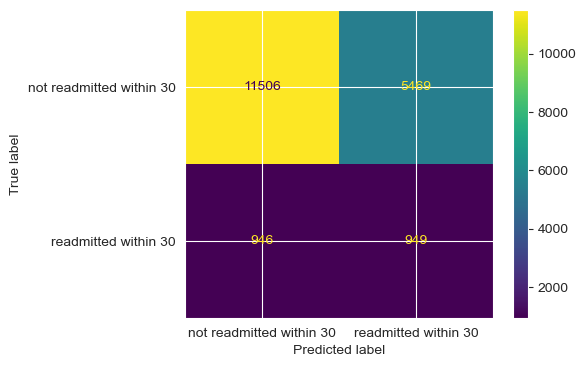 not readmitted within 30
11506
5469
10000
8000
6000
4000
2000
True label
readmitted within 30
946
949
not readmitted within 30
readmitted within 30
Predicted label